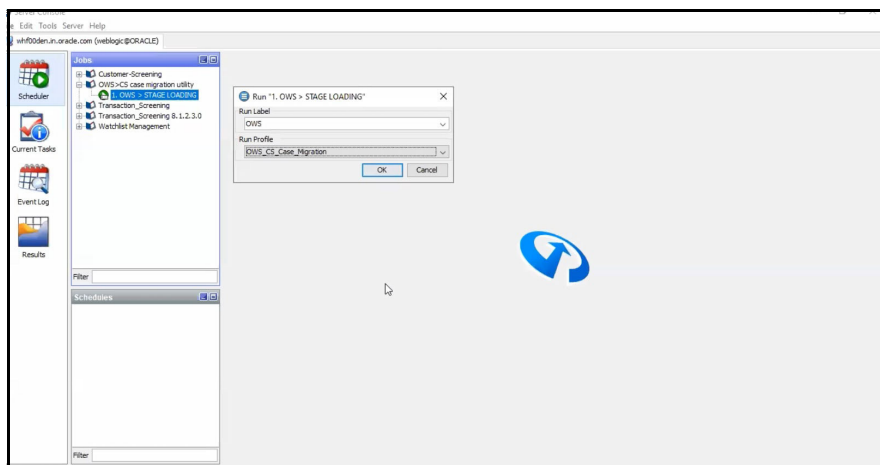 Server Console
e Edit Tools Server Help
whf00den.in.oracle.com (weblogic@ORACLE)
Scheduler
Current Tasks
Event Log
Results
Jobs
Customer-Screening
OWS>CS case migration utility
1. OWS > STAGE LOADING
Transaction_Screening
Transaction_Screening 8.1.2.3.0
Watchlist Management
Filter
Schedules
Filter
Run "1. OWS > STAGE LOADING"
Run Label
OWS
Run Profile
OWS_CS_Case_Migration
OK Cancel